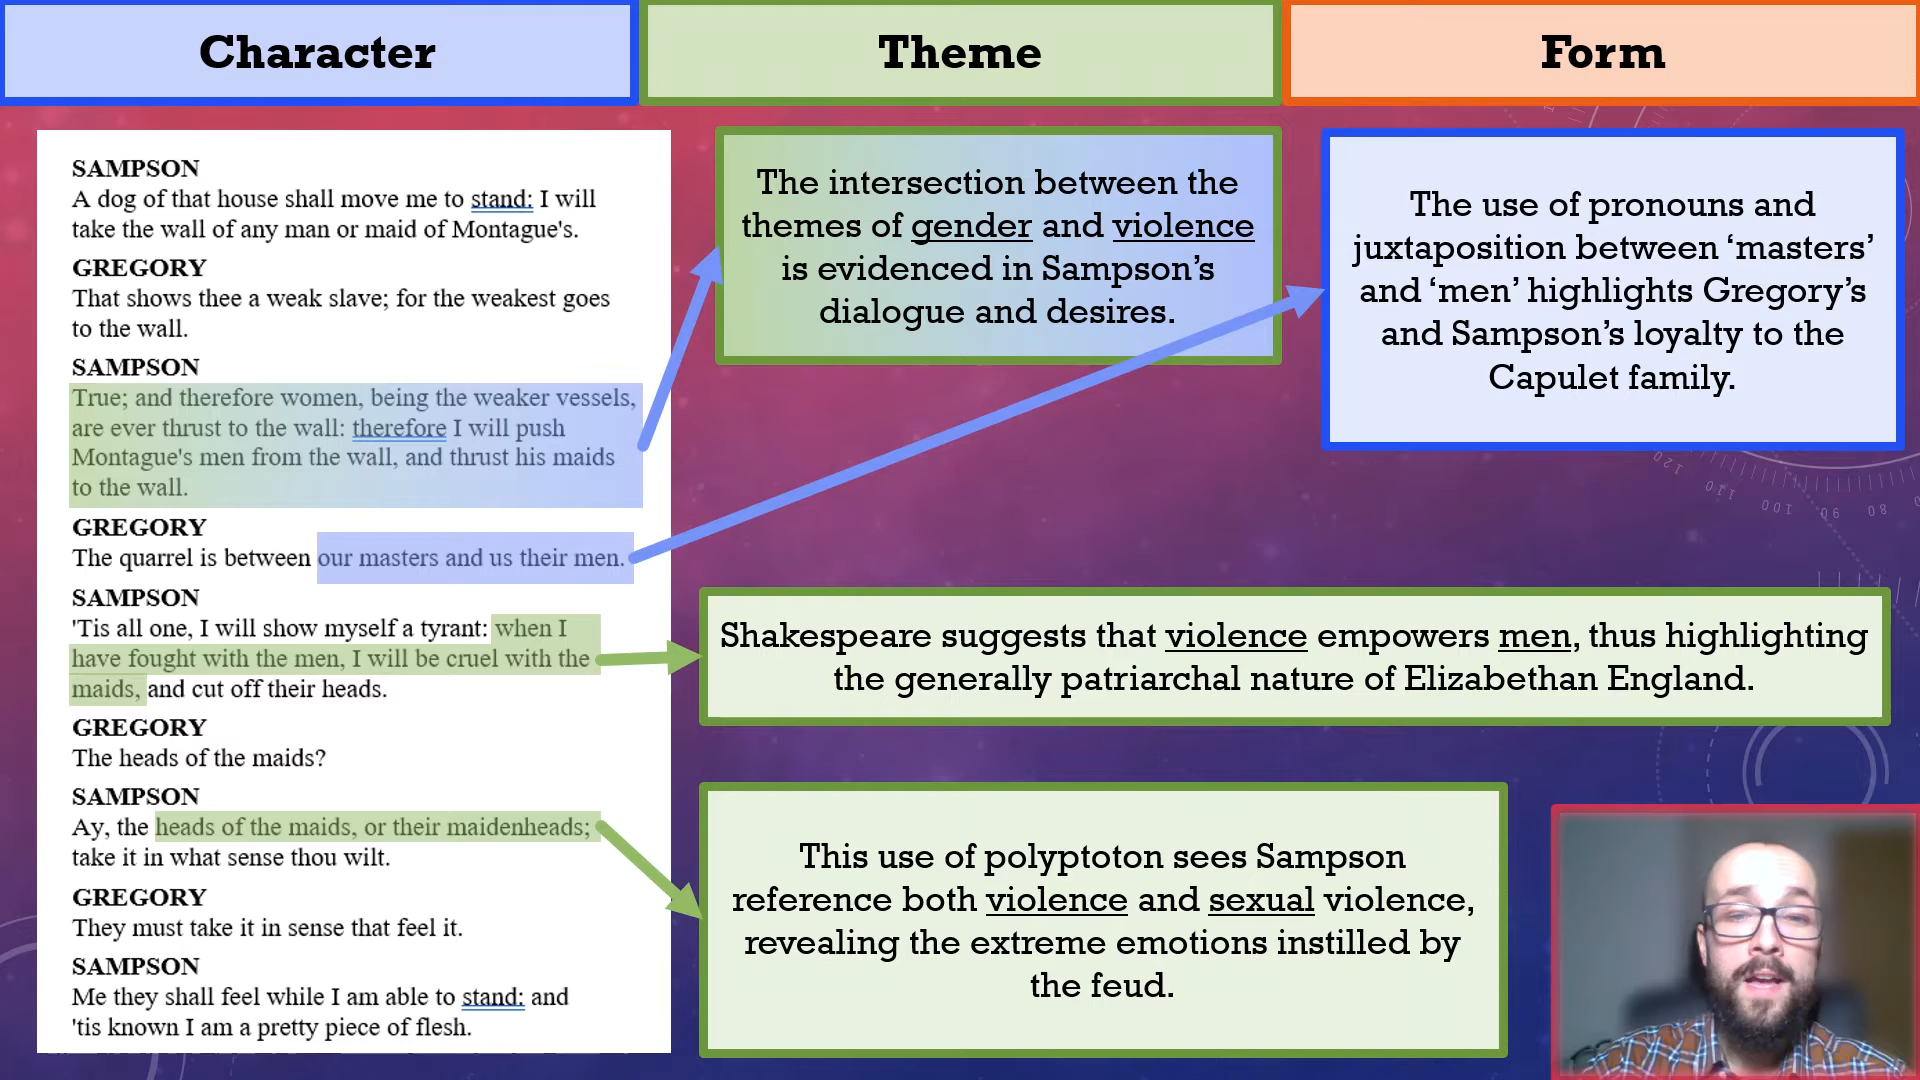 Character
Theme
Form
SAMPSON
A dog of that house shall move me to stand: I will
take the wall of any man or maid of Montague's.
GREGORY
That shows thee a weak slave; for the weakest goes
to the wall.
SAMPSON
True; and therefore women, being the weaker vessels,
are ever thrust to the wall: therefore I will push
Montague's men from the wall, and thrust his maids
to the wall.
GREGORY
The quarrel is between our masters and us their men.
SAMPSON
'Tis all one, I will show myself a tyrant: when I
have fought with the men, I will be cruel with the
maids, and cut off their heads.
GREGORY
The heads of the maids?
SAMPSON
Ay, the heads of the maids, or their maidenheads;
take it in what sense thou wilt.
GREGORY
They must take it in sense that feel it.
SAMPSON
Me they shall feel while I am able to stand: and
'tis known I am a pretty piece of flesh.
The intersection between the
themes of gender and violence
is evidenced in Sampson's
dialogue and desires.
The use of pronouns and
juxtaposition between ‘masters’
and ‘men’ highlights Gregory’s
and Sampson’s loyalty to the
Capulet family.
Shakespeare suggests that violence empowers men, thus highlighting
the generally patriarchal nature of Elizabethan England.
This use of polyptoton sees Sampson
reference both violence and sexual violence,
revealing the extreme emotions instilled by
the feud.
120
110
100
90
80